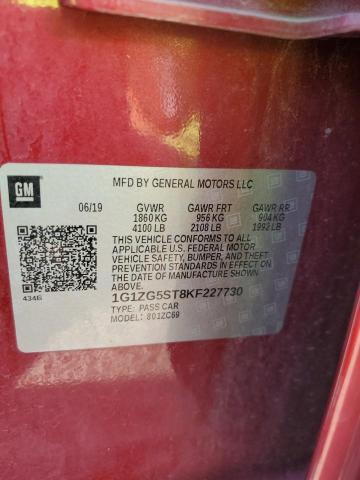 GM
MFD BY GENERAL MOTORS LLC
06/19 GVWR GAWR FRT GAWR RR
1860 KG 956 KG 904 KG
4100 LB 2108 LB 1992 LB
THIS VEHICLE CONFORMS TO ALL
APPLICABLE U.S. FEDERAL MOTOR
VEHICLE SAFETY, BUMPER, AND THEFT
PREVENTION STANDARDS IN EFFECT ON
THE DATE OF MANUFACTURE SHOWN
ABOVE.
1G1ZG5ST8KF227730
TYPE: PASS CAR
MODEL: 801ZC69